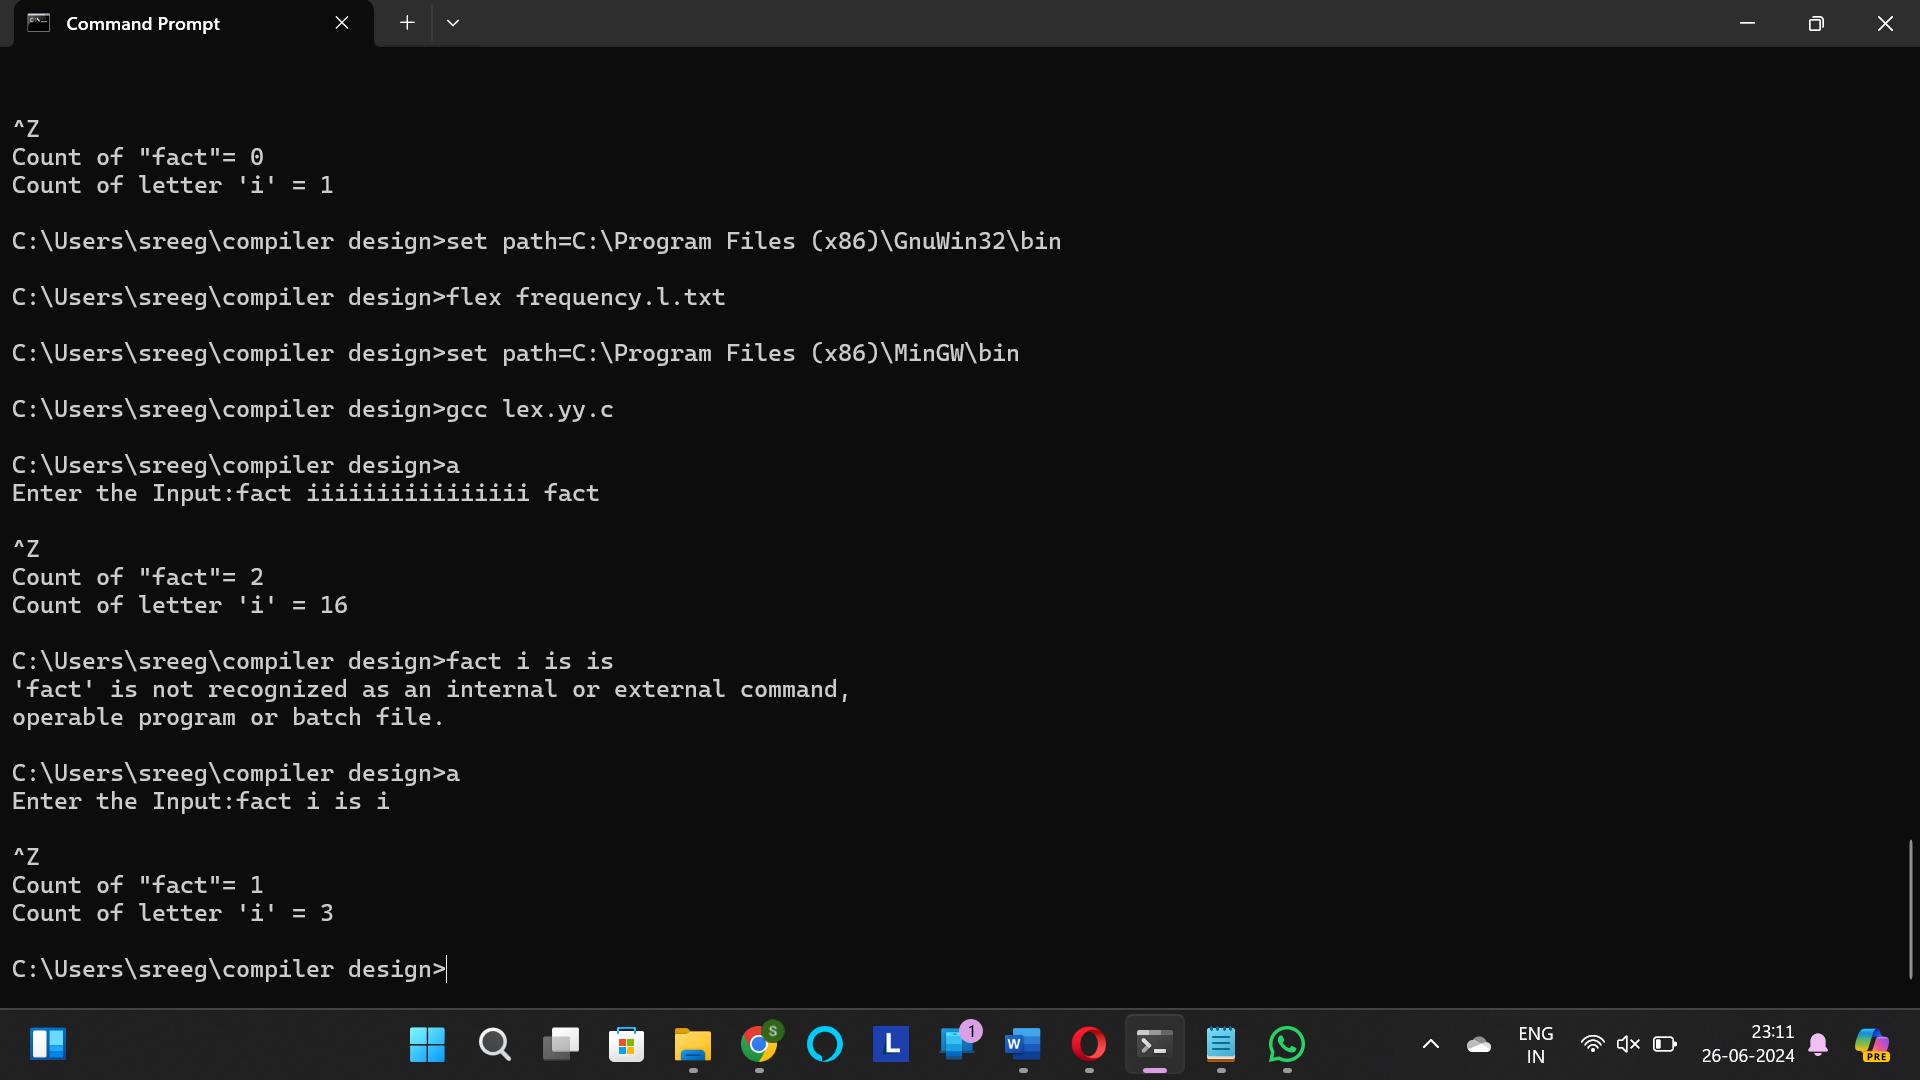 Command Prompt
^Z
Count of "fact"= 0
Count of letter 'i' = 1
C:\Users\sreeg\compiler design>set path=C:\Program Files (x86)\GnuWin32\bin
C:\Users\sreeg\compiler design>flex frequency.l.txt
C:\Users\sreeg\compiler design>set path=C:\Program Files (x86)\MinGW\bin
C:\Users\sreeg\compiler design>gcc lex.yy.c
C:\Users\sreeg\compiler design>a
Enter the Input:fact iiiiiiiiiiiiiiii fact
^Z
Count of "fact"= 2
Count of letter 'i' = 16
C:\Users\sreeg\compiler design>fact i is is
'fact' is not recognized as an internal or external command,
operable program or batch file.
C:\Users\sreeg\compiler design>a
Enter the Input:fact i is i
^Z
Count of "fact"= 1
Count of letter 'i' = 3
C:\Users\sreeg\compiler design>
S
L
1
W
ENG
IN
23:11
26-06-2024
PRE